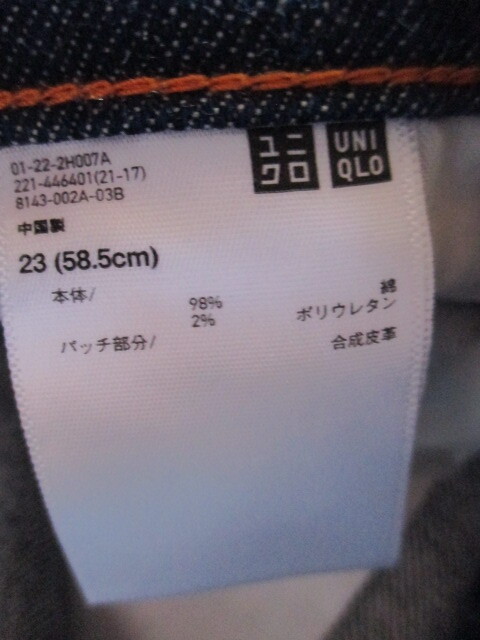 ユニ
クロ
UNI
QLO
01-22-2H007A
221-446401(21-17)
8143-002A-03B
中国製
23 (58.5cm)
本体/ 98% 綿
2% ポリウレタン
パッチ部分/ 合成皮革